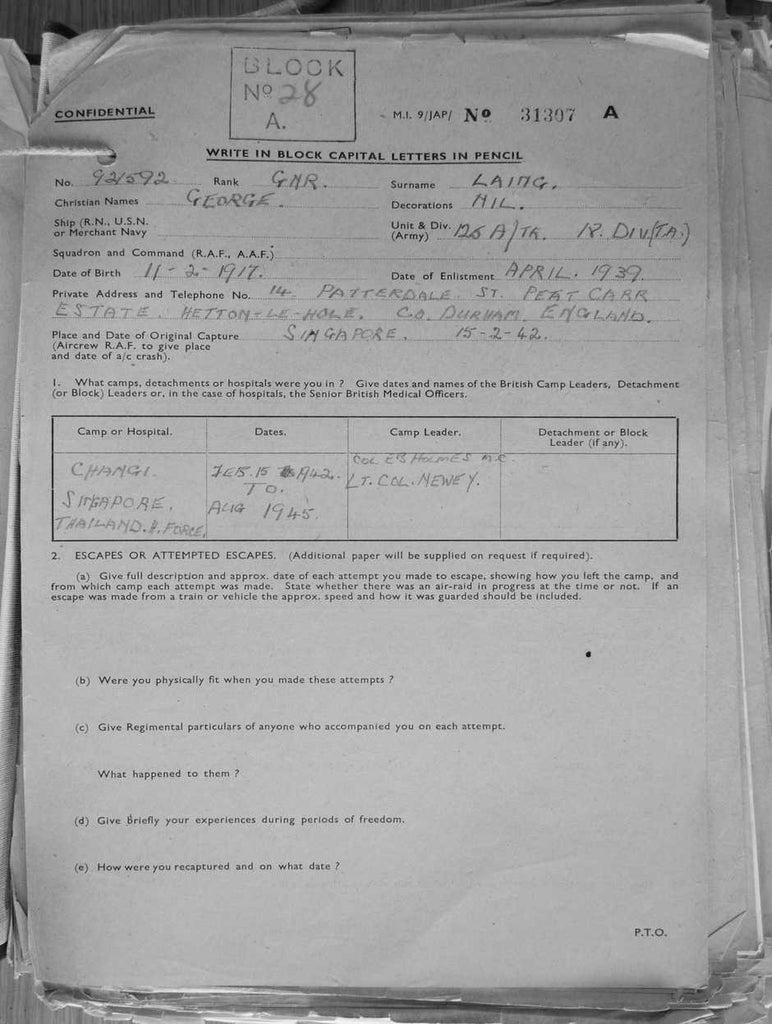 BLOCK
Nº 28
A.
CONFIDENTIAL
M.I. 9/JAP/ Nº 31307 A
WRITE IN BLOCK CAPITAL LETTERS IN PENCIL
No. 921592 Rank GNR. Surname LAING.
Christian Names GEORGE. Decorations NIL.
Ship (R.N., U.S.N. or Merchant Navy
Unit & Div. (Army) 125 A/TK. 18. DIV(TA.)
Squadron and Command (R.A.F., A.A.F.)
Date of Birth 11-2-1917. Date of Enlistment APRIL. 1939.
Private Address and Telephone No. 14 PATTERDALE ST. PEAT CARR
ESTATE. HETTON-LE-HOLE. CO. DURHAM. ENGLAND.
Place and Date of Original Capture SINGAPORE. 15-2-42.
(Aircrew R.A.F. to give place
and date of a/c crash).
1. What camps, detachments or hospitals were you in ? Give dates and names of the British Camp Leaders, Detachment
(or Block) Leaders or, in the case of hospitals, the Senior British Medical Officers.
Camp or Hospital. Dates. Camp Leader. Detachment or Block
Leader (if any).
CHANGI. FEB. 15 1942. COL EB HOLMES M.C.
SINGAPORE. TO. LT. COL. NEWEY.
THAILAND. H. FORCE. AUG 1945.
2. ESCAPES OR ATTEMPTED ESCAPES. (Additional paper will be supplied on request if required).
(a) Give full description and approx. date of each attempt you made to escape, showing how you left the camp, and
from which camp each attempt was made. State whether there was an air-raid in progress at the time or not. If an
escape was made from a train or vehicle the approx. speed and how it was guarded should be included.
(b) Were you physically fit when you made these attempts ?
(c) Give Regimental particulars of anyone who accompanied you on each attempt.
What happened to them ?
(d) Give Briefly your experiences during periods of freedom.
(e) How were you recaptured and on what date ?
P.T.O.